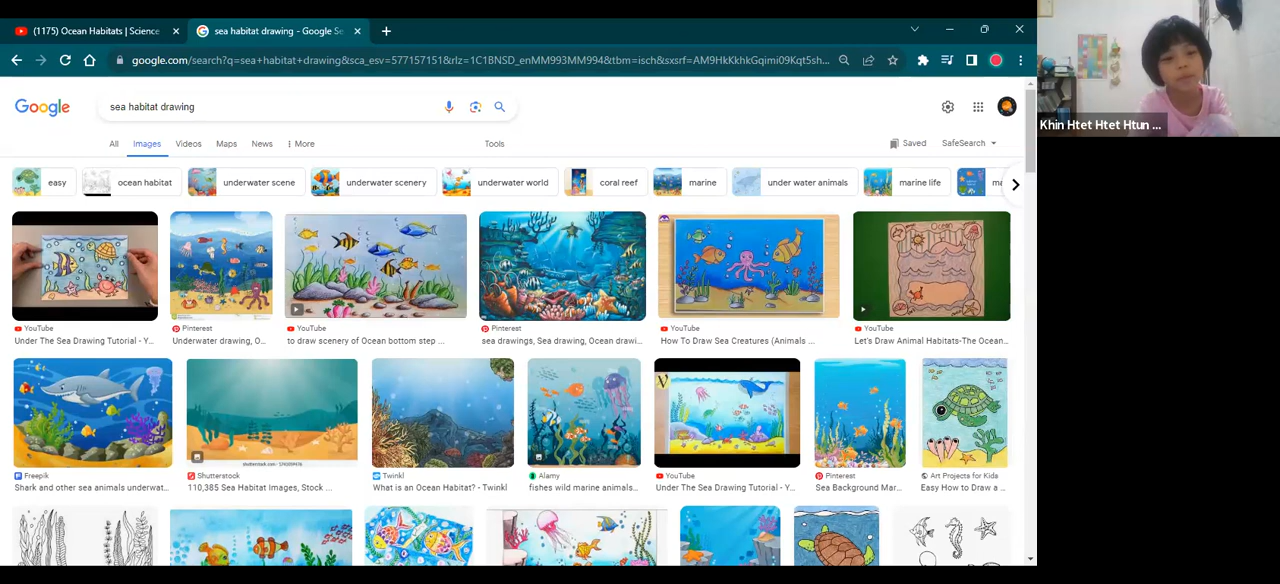 (1175) Ocean Habitats | Science
sea habitat drawing - Google Se
google.com/search?q=sea+habitat+drawing&sca_esv=577157151&rlz=1C1BNSD_enMM993MM994&tbm=isch&sxsrf=AM9HkKkhkGqimi09Kqt5sh...
Khin Htet Htet Htun ...
Google
sea habitat drawing
All Images Videos Maps News More
Tools
Saved SafeSearch
easy
ocean habitat
underwater scene
underwater scenery
underwater world
coral reef
marine
under water animals
marine life
ma
Ocean
YouTube
Under The Sea Drawing Tutorial - Y...
Pinterest
Underwater drawing, O...
YouTube
to draw scenery of Ocean bottom step ...
Pinterest
sea drawings, Sea drawing, Ocean drawi...
YouTube
How To Draw Sea Creatures (Animals ...
YouTube
Let's Draw Animal Habitats-The Ocean...
V
Freepik
Shark and other sea animals underwat...
Shutterstock
110,385 Sea Habitat Images, Stock ...
Twinkl
What is an Ocean Habitat? - Twinkl
Alamy
fishes wild marine animals...
YouTube
Under The Sea Drawing Tutorial - Y...
Pinterest
Sea Background Mar...
Art Projects for Kids
Easy How to Draw a ...